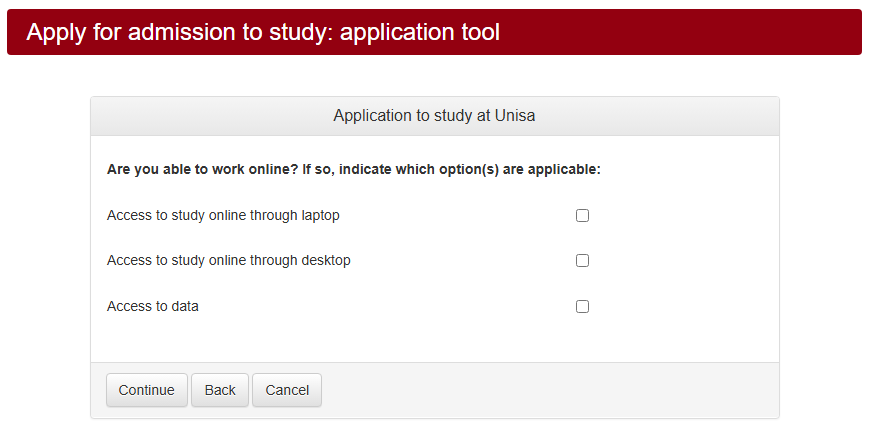 Apply for admission to study: application tool
Application to study at Unisa
Are you able to work online? If so, indicate which option(s) are applicable:
Access to study online through laptop
Access to study online through desktop
Access to data
Continue Back Cancel